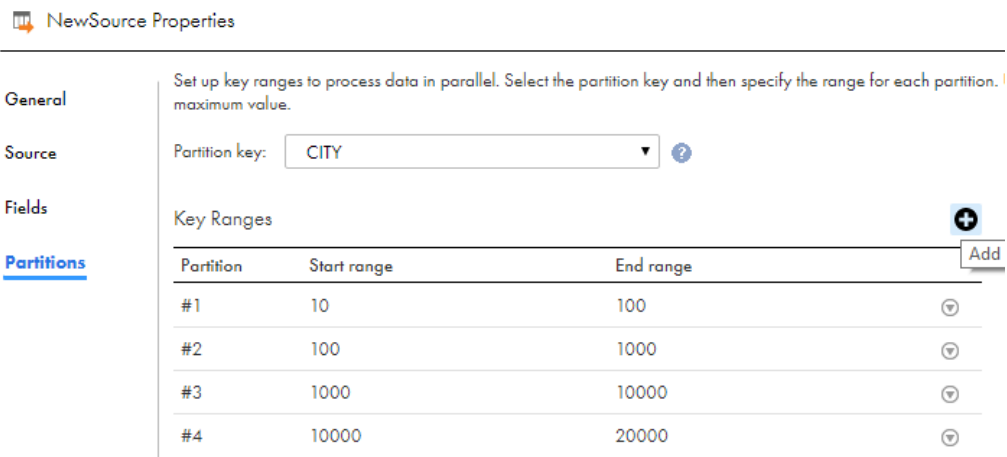 NewSource Properties
General
Source
Fields
Partitions
Set up key ranges to process data in parallel. Select the partition key and then specify the range for each partition.
maximum value.
Partition key: CITY
Key Ranges
Add
Partition Start range End range
#1 10 100
#2 100 1000
#3 1000 10000
#4 10000 20000